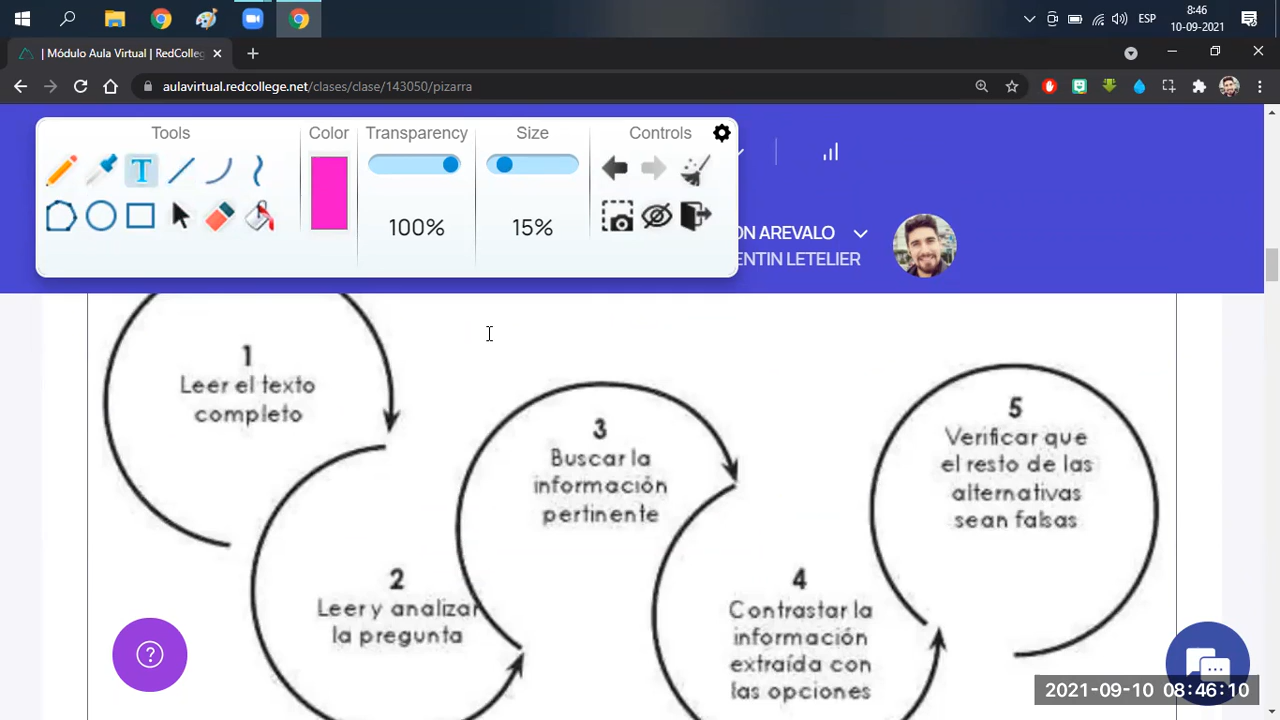 ESP
8:46
10-09-2021
| Módulo Aula Virtual | RedColleg
aulavirtual.redcollege.net/clases/clase/143050/pizarra
Tools
Color
Transparency
Size
Controls
T
100%
15%
ON AREVALO
ENTIN LETELIER
1
Leer el texto
completo
2
Leer y analizar
la pregunta
3
Buscar la
información
pertinente
4
Contrastar la
información
extraída con
las opciones
5
Verificar que
el resto de las
alternativas
sean falsas
2021-09-10 08:46:10